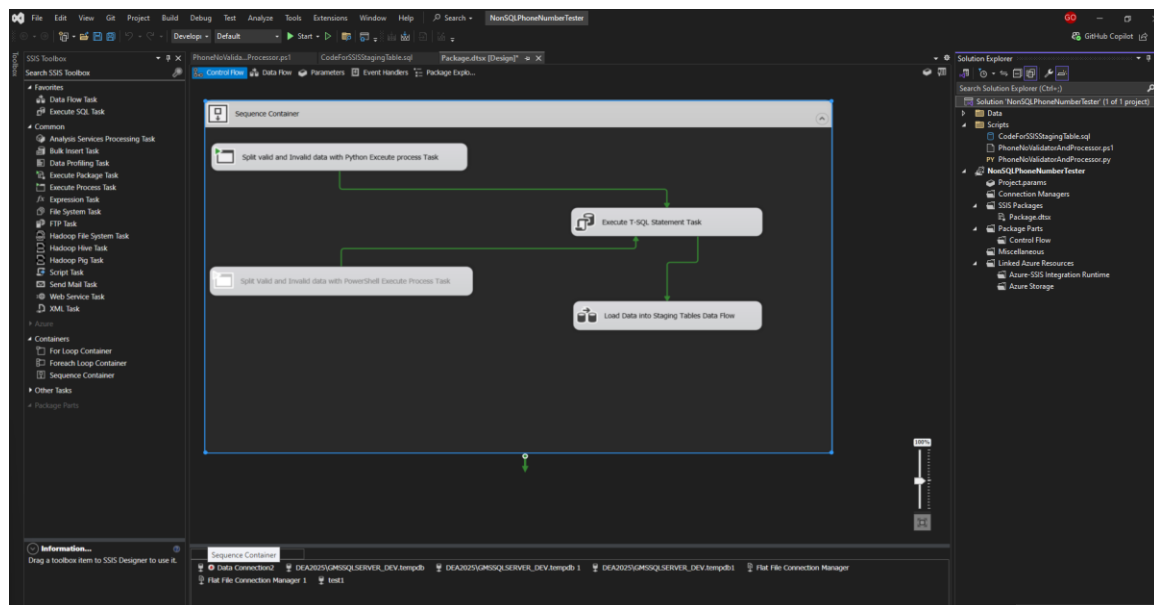 File Edit View Git Project Build Debug Test Analyze Tools Extensions Window Help Search NonSQLPhoneNumberTester GO
Develop Default Start GitHub Copilot
SSIS Toolbox
Search SSIS Toolbox
Favorites
Data Flow Task
Execute SQL Task
Common
Analysis Services Processing Task
Bulk Insert Task
Data Profiling Task
Execute Package Task
Execute Process Task
Expression Task
File System Task
FTP Task
Hadoop File System Task
Hadoop Hive Task
Hadoop Pig Task
Script Task
Send Mail Task
Web Service Task
XML Task
Azure
Containers
For Loop Container
Foreach Loop Container
Sequence Container
Other Tasks
Package Parts
Information...
Drag a toolbox item to SSIS Designer to use it.
PhoneNoValida...Processor.ps1 CodeForSSISStagingTable.sql Package.dtsx [Design]*
Control Flow Data Flow Parameters Event Handlers Package Explo...
Sequence Container
Split valid and Invalid data with Python Excecute process Task
Execute T-SQL Statement Task
Split Valid and Invalid data with PowerShell Execute Process Task
Load Data into Staging Tables Data Flow
100%
Sequence Container
Data Connection2 DEA2025\GMSSQLSERVER_DEV.tempdb DEA2025\GMSSQLSERVER_DEV.tempdb 1 DEA2025\GMSSQLSERVER_DEV.tempdb1 Flat File Connection Manager
Flat File Connection Manager 1 test1
Solution Explorer
Search Solution Explorer (Ctrl+;)
Solution 'NonSQLPhoneNumberTester' (1 of 1 project)
Data
Scripts
CodeForSSISStagingTable.sql
PhoneNoValidatorAndProcessor.ps1
PY PhoneNoValidatorAndProcessor.py
NonSQLPhoneNumberTester
Project.params
Connection Managers
SSIS Packages
Package.dtsx
Package Parts
Control Flow
Miscellaneous
Linked Azure Resources
Azure-SSIS Integration Runtime
Azure Storage